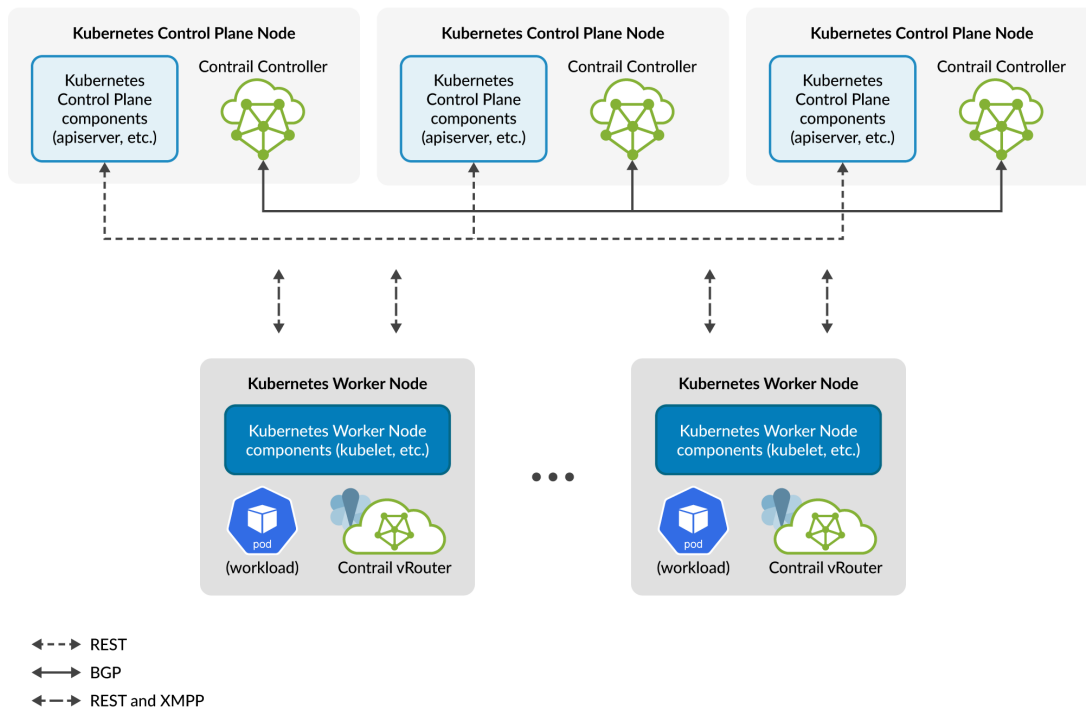 Kubernetes Control Plane Node
Kubernetes
Control Plane
components
(apiserver, etc.)
Contrail Controller
Kubernetes Control Plane Node
Kubernetes
Control Plane
components
(apiserver, etc.)
Contrail Controller
Kubernetes Control Plane Node
Kubernetes
Control Plane
components
(apiserver, etc.)
Contrail Controller
Kubernetes Worker Node
Kubernetes Worker Node
components (kubelet, etc.)
pod
(workload)
Contrail vRouter
Kubernetes Worker Node
Kubernetes Worker Node
components (kubelet, etc.)
pod
(workload)
Contrail vRouter
REST
BGP
REST and XMPP